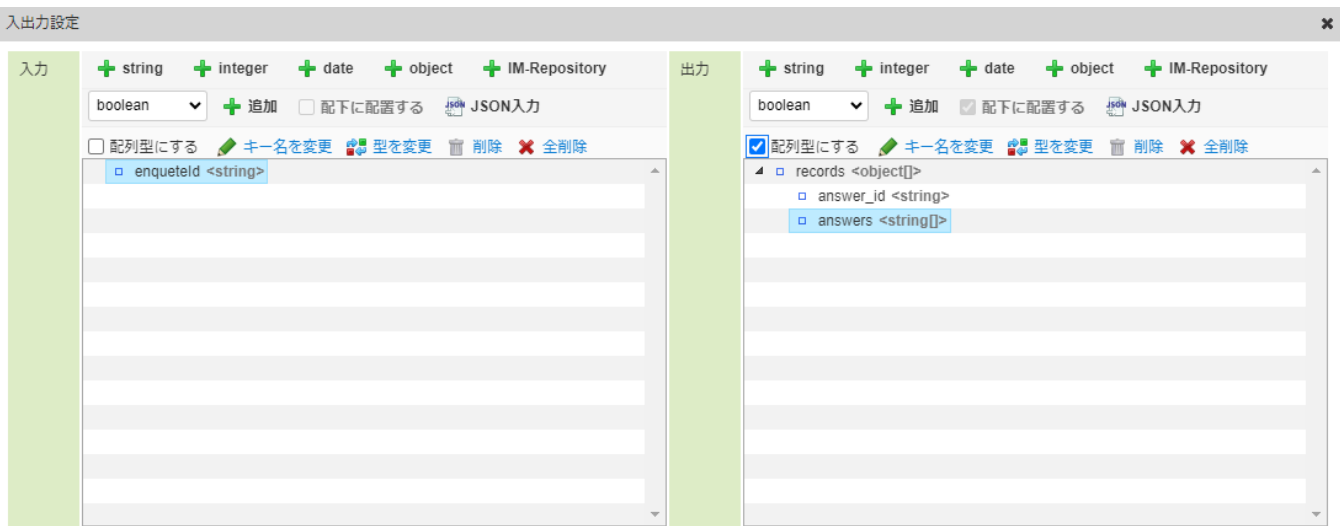 入出力設定
入力
string integer date object IM-Repository
boolean 追加 配下に配置する JSON JSON入力
配列型にする キー名を変更 型を変更 削除 全削除
enqueteId <string>
出力
string integer date object IM-Repository
boolean 追加 配下に配置する JSON JSON入力
配列型にする キー名を変更 型を変更 削除 全削除
records <object[]>
answer_id <string>
answers <string[]>